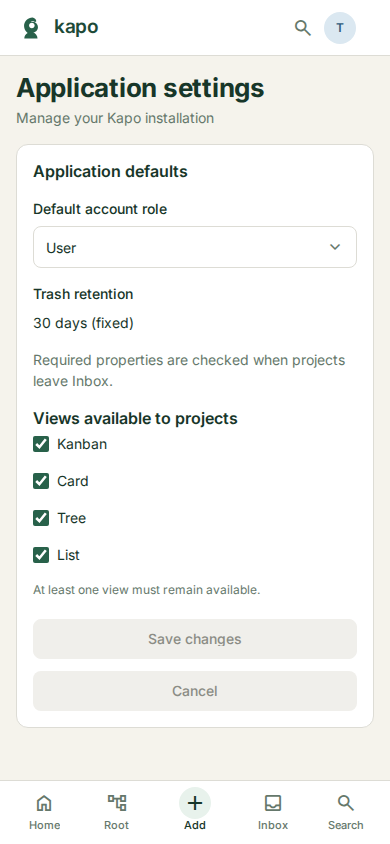 kapo
T
Application settings
Manage your Kapo installation
Application defaults
Default account role
User
Trash retention
30 days (fixed)
Required properties are checked when projects
leave Inbox.
Views available to projects
Kanban
Card
Tree
List
At least one view must remain available.
Save changes
Cancel
Home
Root
Add
Inbox
Search